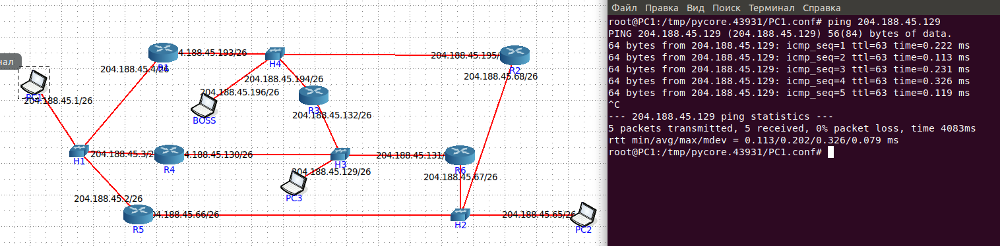 4.188.45.193/26
204.188.45.195/
H4
R2
нал
R1
204.188.45.4/26
204.188.45.68/26
204.188.45.194/26
204.188.45.196/26
PC1
204.188.45.1/26
R3
204.188.45.132/26
BOSS
204.188.45.3/2
4.188.45.130/26
204.188.45.131/
H1
R4
H3
R6
204.188.45.129/26
204.188.45.67/26
PC3
204.188.45.2/26
04.188.45.66/26
204.188.45.65/26
R5
H2
PC2
Файл Правка Вид Поиск Терминал Справка
root@PC1:/tmp/pycore.43931/PC1.conf# ping 204.188.45.129
PING 204.188.45.129 (204.188.45.129) 56(84) bytes of data.
64 bytes from 204.188.45.129: icmp_seq=1 ttl=63 time=0.222 ms
64 bytes from 204.188.45.129: icmp_seq=2 ttl=63 time=0.113 ms
64 bytes from 204.188.45.129: icmp_seq=3 ttl=63 time=0.231 ms
64 bytes from 204.188.45.129: icmp_seq=4 ttl=63 time=0.326 ms
64 bytes from 204.188.45.129: icmp_seq=5 ttl=63 time=0.119 ms
^C
--- 204.188.45.129 ping statistics ---
5 packets transmitted, 5 received, 0% packet loss, time 4083ms
rtt min/avg/max/mdev = 0.113/0.202/0.326/0.079 ms
root@PC1:/tmp/pycore.43931/PC1.conf#